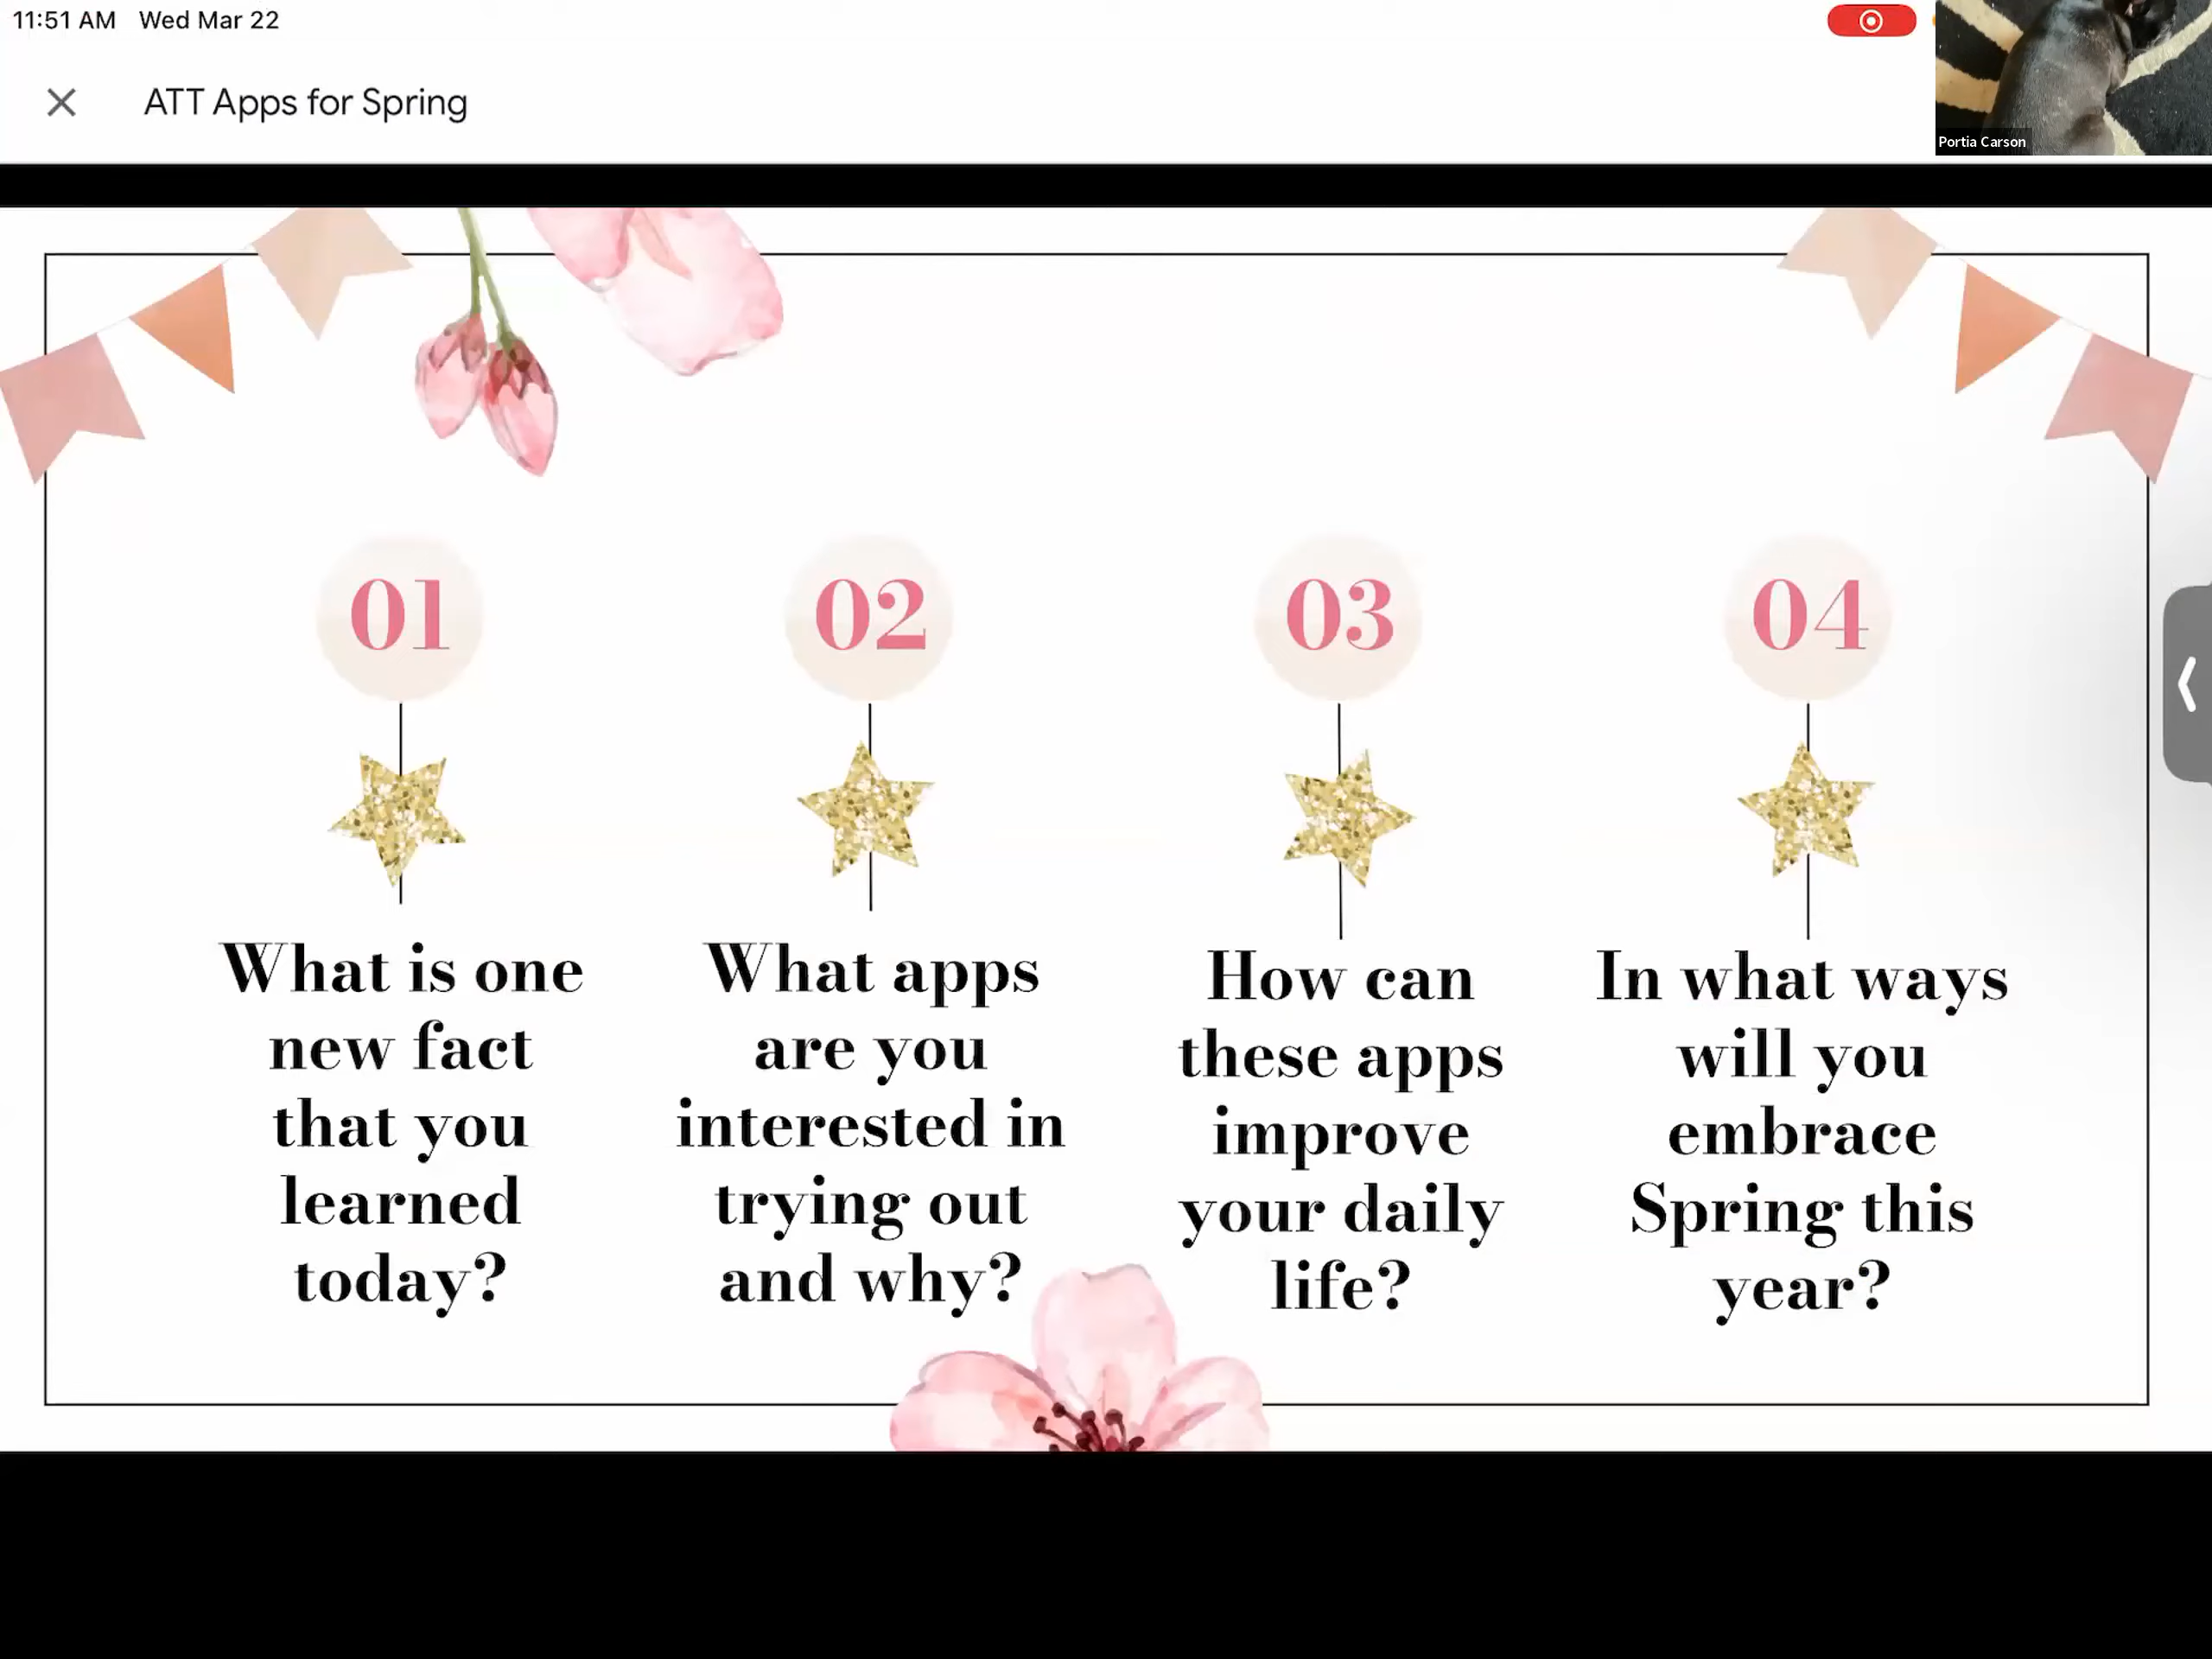 11:51 AM Wed Mar 22
ATT Apps for Spring
Portia Carson
01
What is one
new fact
that you
learned
today?
02
What apps
are you
interested in
trying out
and why?
03
How can
these apps
improve
your daily
life?
04
In what ways
will you
embrace
Spring this
year?